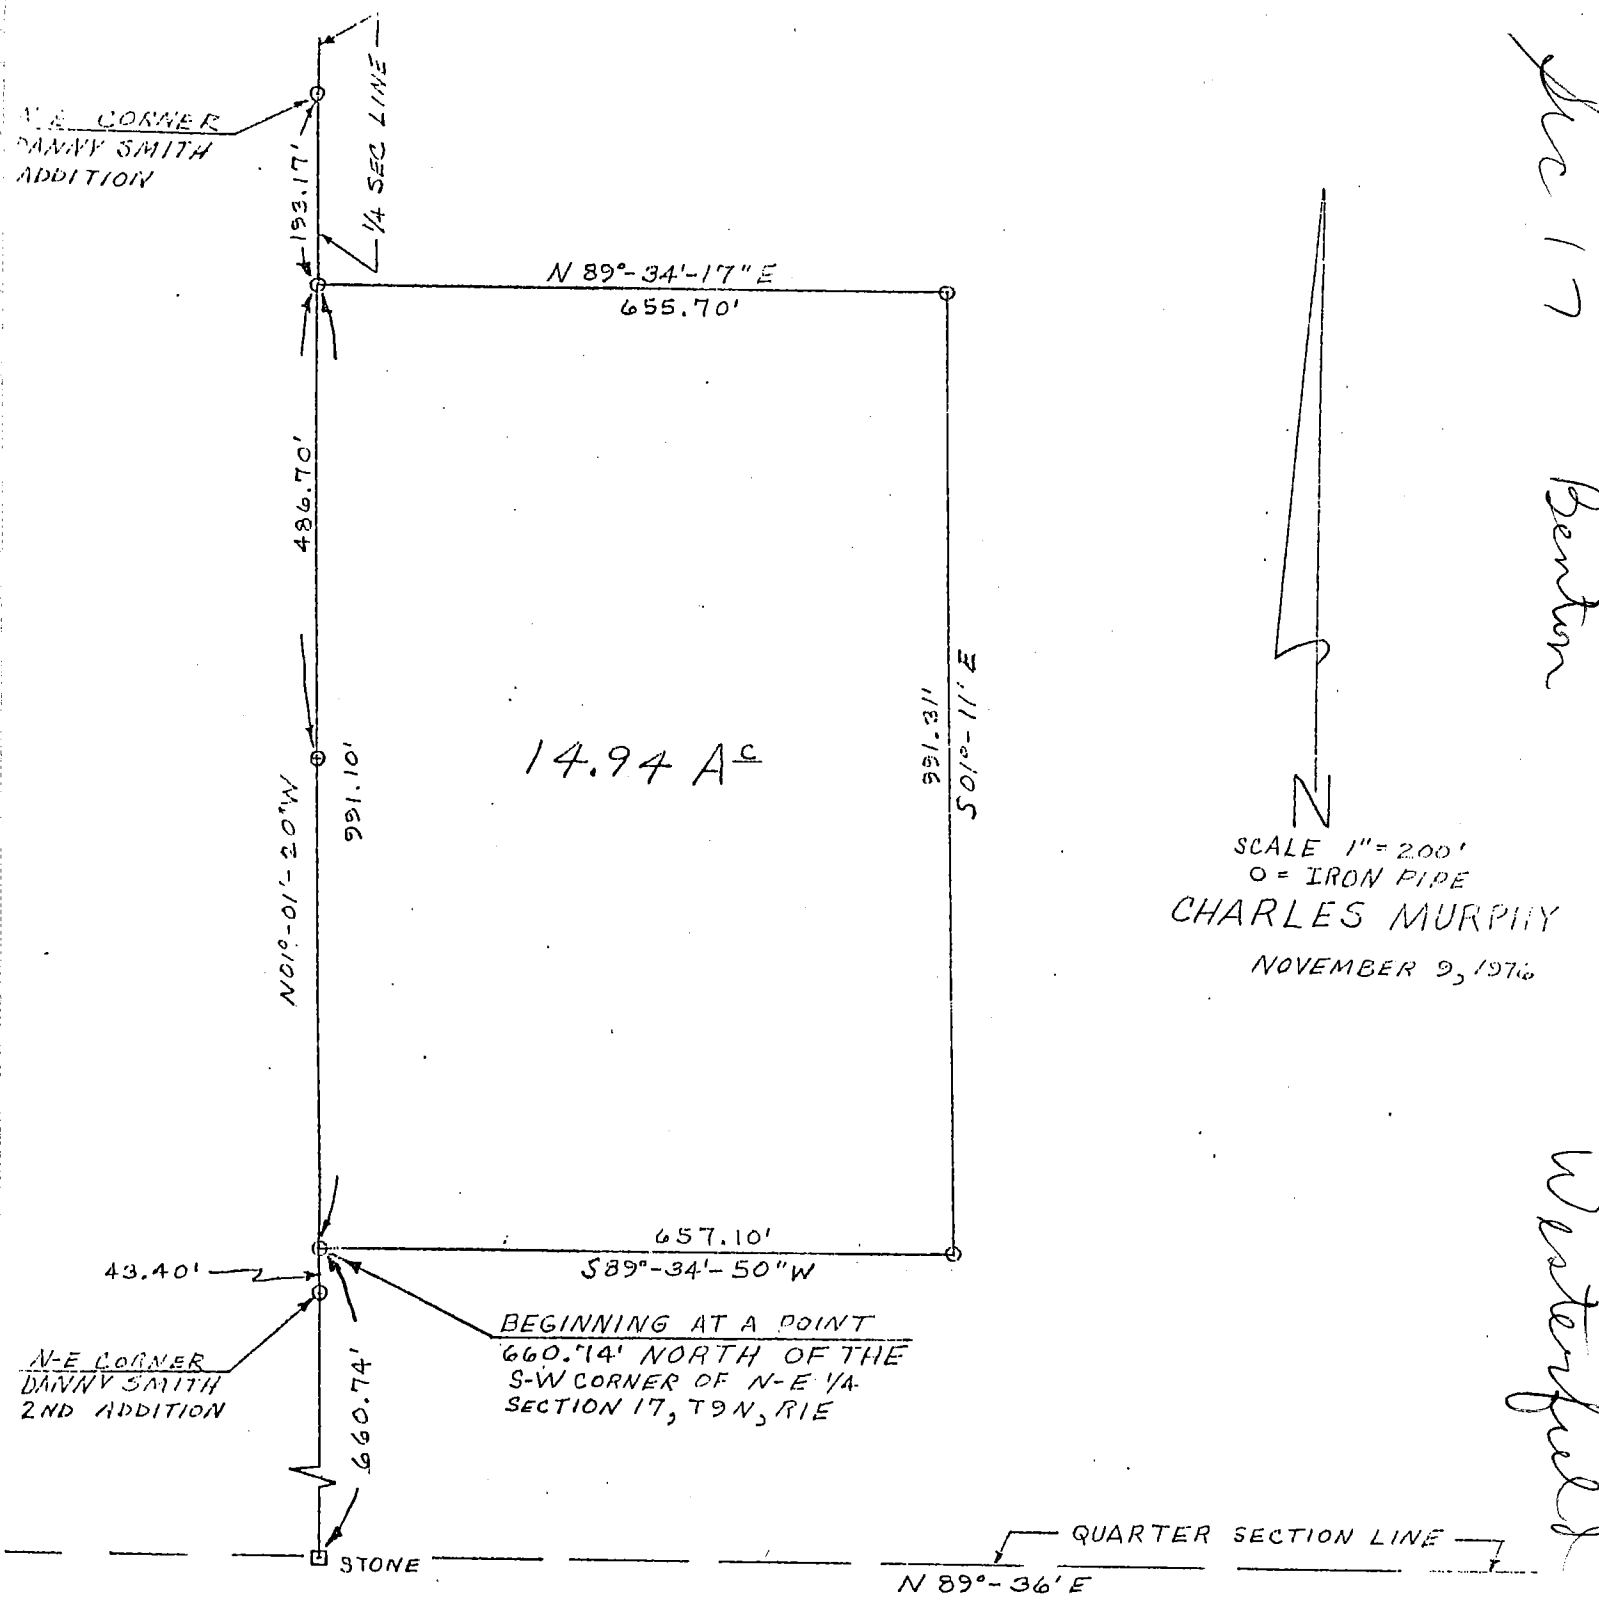 1/4 SEC LINE
N.E. CORNER
DANNY SMITH
ADDITION
193.17'
N 89°-34'-17" E
655.70'
486.70'
N01°-01'-20"W
991.10'
14.94 Ac
991.31'
S01°-11' E
N
SCALE 1"=200'
O = IRON PIPE
CHARLES MURPHY
NOVEMBER 9, 1976
657.10'
S89°-34'-50"W
43.40'
BEGINNING AT A POINT
660.74' NORTH OF THE
S-W CORNER OF N-E 1/4
SECTION 17, T9N, R1E
N-E CORNER
DANNY SMITH
2ND ADDITION
660.74'
STONE
QUARTER SECTION LINE
N 89°-36' E
Sec 17 Benton Westerfield